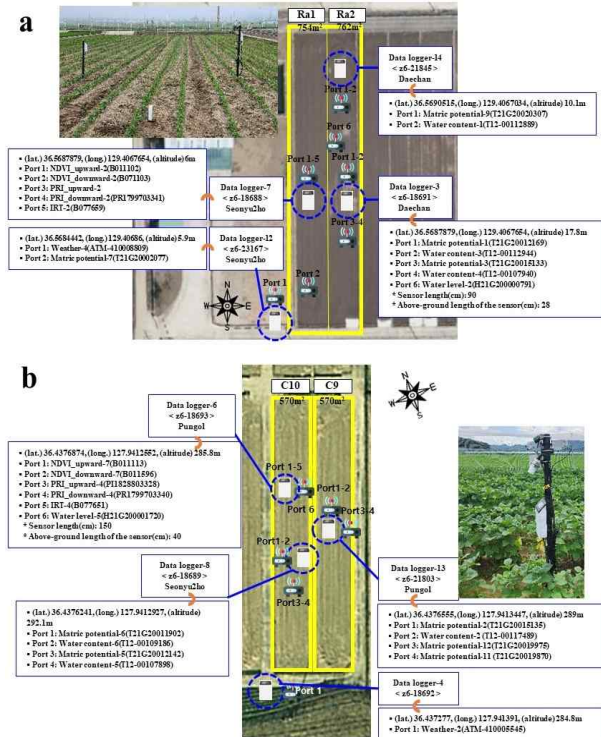 a
Ra1
Ra2
754m²
762m²
Data logger-14
< z6-21845 >
Daechan
• (lat.) 36.5690515, (long.) 129.4067034, (altitude) 10.1m
• Port 1: Matric potential-9(T21G20020307)
• Port 2: Water content-1(T12-00112889)
Port 1-2
Port 6
Port 1-5
Port 1-2
Port 3-4
Port 2
Port 1
• (lat.) 36.5687879, (long.) 129.4067654, (altitude)6m
• Port 1: NDVI_upward-2(B011102)
• Port 2: NDVI_downward-2(B071103)
• Port 3: PRI_upward-2
• Port 4: PRI_downward-2(PRI799703341)
• Port 5: IRT-2(B077659)
Data logger-7
< z6-18688 >
Seonyu2ho
• (lat.) 36.5684442, (long.) 129.40686, (altitude)5.9m
• Port 1: Weather-4(ATM-410008809)
• Port 2: Matric potential-7(T21G20002077)
Data logger-12
< z6-23167 >
Seonyu2ho
Data logger-3
< z6-18691 >
Daechan
• (lat.) 36.5687879, (long.) 129.4067654, (altitude) 17.8m
• Port 1: Matric potential-1(T21G20012169)
• Port 2: Water content-3(T12-00112944)
• Port 3: Matric potential-3(T21G20015133)
• Port 4: Water content-4(T12-00107940)
• Port 6: Water level-2(H21G200000791)
* Sensor length(cm): 90
* Above-ground length of the sensor(cm): 28
N
W
E
S
b
C10
C9
570m²
570m²
N
W
E
S
Data logger-6
< z6-18693 >
Pungol
• (lat.) 36.4376874, (long.) 127.9412552, (altitude) 285.8m
• Port 1: NDVI_upward-7(B011113)
• Port 2: NDVI_downward-7(B011596)
• Port 3: PRI_upward-4(PI1828803328)
• Port 4: PRI_downward-4(PR1799703340)
• Port 5: IRT-4(B077651)
• Port 6: Water level-5(H21G200001720)
* Sensor length(cm): 150
* Above-ground length of the sensor(cm): 40
Port 1-5
Port 1-2
Port 6
Port 3-4
Port1-2
Port3-4
Port 1
Data logger-8
< z6-18689 >
Seonyu2ho
• (lat.) 36.4376241, (long.) 127.9412927, (altitude)
292.1m
• Port 1: Matric potential-6(T21G20011902)
• Port 2: Water content-6(T12-00109186)
• Port 3: Matric potential-5(T21G20012142)
• Port 4: Water content-5(T12-00107898)
Data logger-13
< z6-21803 >
Pungol
• (lat.) 36.4376555, (long.) 127.9413447, (altitude) 289m
• Port 1: Matric potential-2(T21G20015135)
• Port 2: Water content-2 (T12-00117489)
• Port 3: Matric potential-12(T21G20019975)
• Port 4: Matric potential-11 (T21G20019870)
Data logger-4
< z6-18692 >
• (lat.) 36.437277, (long.) 127.941391, (altitude) 284.8m
• Port 1: Weather-2(ATM-410005545)